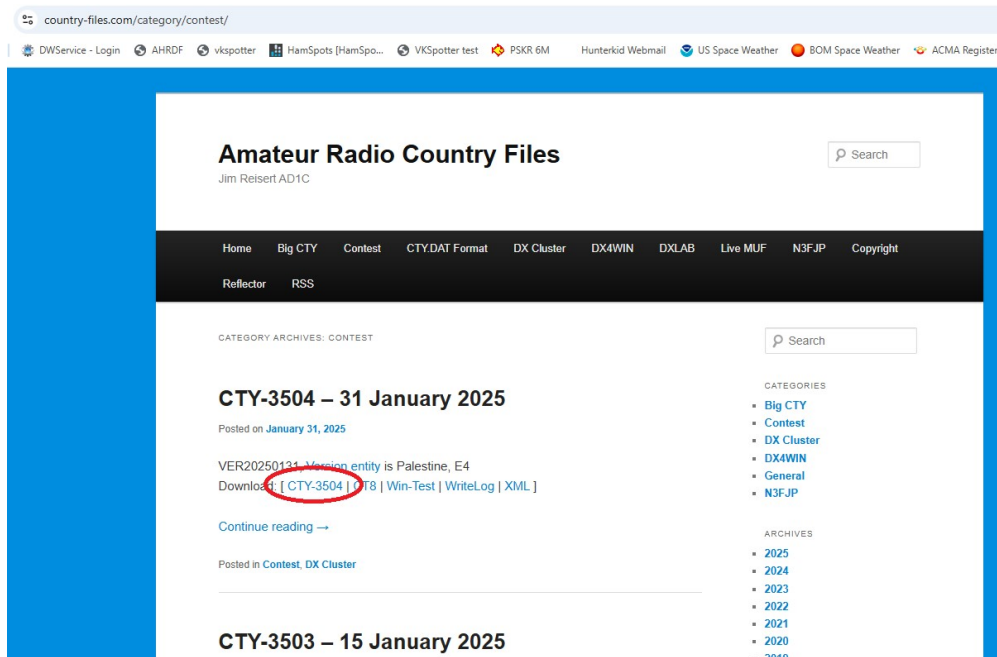 country-files.com/category/contest/
DWService - Login AHRDF vkspotter HamSpots [HamSpo... VKSpotter test PSKR 6M Hunterkid Webmail US Space Weather BOM Space Weather ACMA Register
Amateur Radio Country Files
Jim Reisert AD1C
Search
Home Big CTY Contest CTY.DAT Format DX Cluster DX4WIN DXLAB Live MUF N3FJP Copyright
Reflector RSS
CATEGORY ARCHIVES: CONTEST
Search
CTY-3504 – 31 January 2025
Posted on January 31, 2025
VER20250131, Version entity is Palestine, E4
Download: [ CTY-3504 | CT8 | Win-Test | WriteLog | XML ]
Continue reading →
Posted in Contest, DX Cluster
CTY-3503 – 15 January 2025
CATEGORIES
Big CTY
Contest
DX Cluster
DX4WIN
General
N3FJP
ARCHIVES
2025
2024
2023
2022
2021
2020